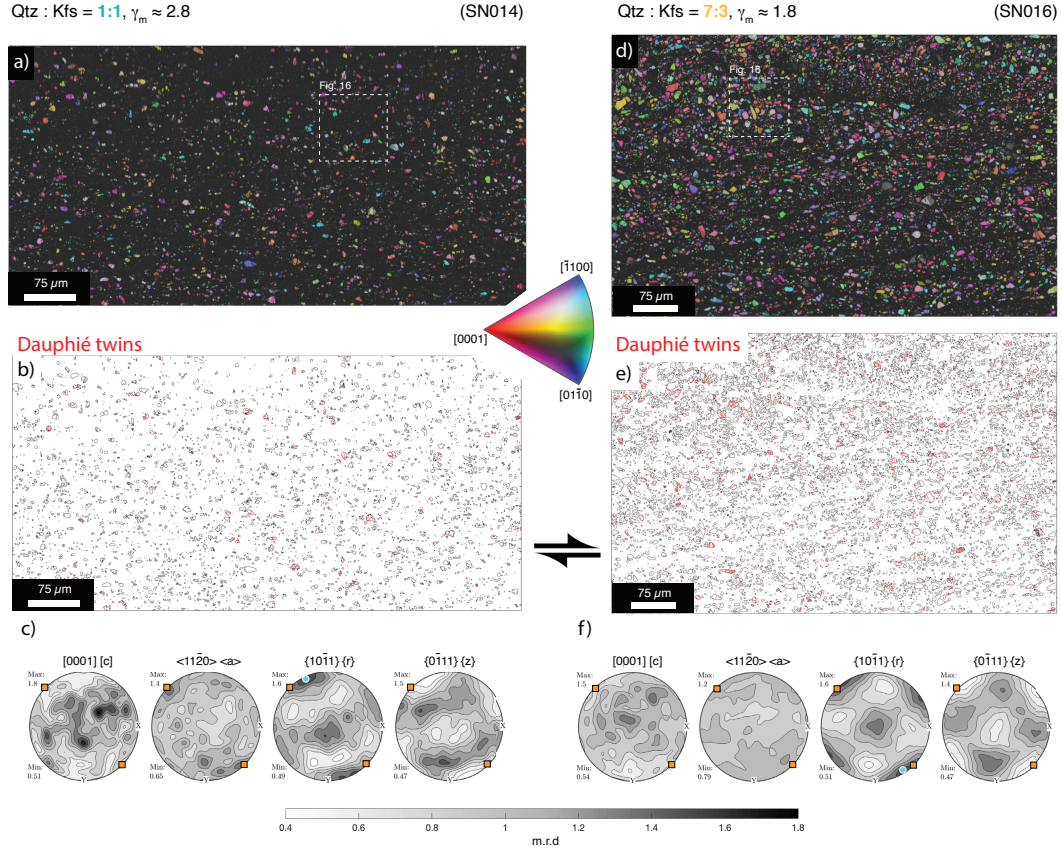 Qtz : Kfs = 1:1, γm ≈ 2.8 (SN014)
Qtz : Kfs = 7:3, γm ≈ 1.8 (SN016)
a)
Fig. 16
75 µm
d)
Fig. 16
75 µm
[1̄100]
[0001]
[011̄0]
Dauphié twins
b)
75 µm
Dauphié twins
e)
75 µm
c)
[0001] [c]
Max:
1.8
X
Y
Min:
0.51
<112̄0> <a>
Max:
1.4
X
Y
Min:
0.65
{101̄1} {r}
Max:
1.6
X
Y
Min:
0.49
{01̄11} {z}
Max:
1.5
X
Y
Min:
0.47
f)
[0001] [c]
Max:
1.5
X
Y
Min:
0.54
<112̄0> <a>
Max:
1.2
X
Y
Min:
0.79
{101̄1} {r}
Max:
1.6
X
Y
Min:
0.51
{01̄11} {z}
Max:
1.4
X
Y
Min:
0.47
0.4 0.6 0.8 1 1.2 1.4 1.6 1.8
m.r.d